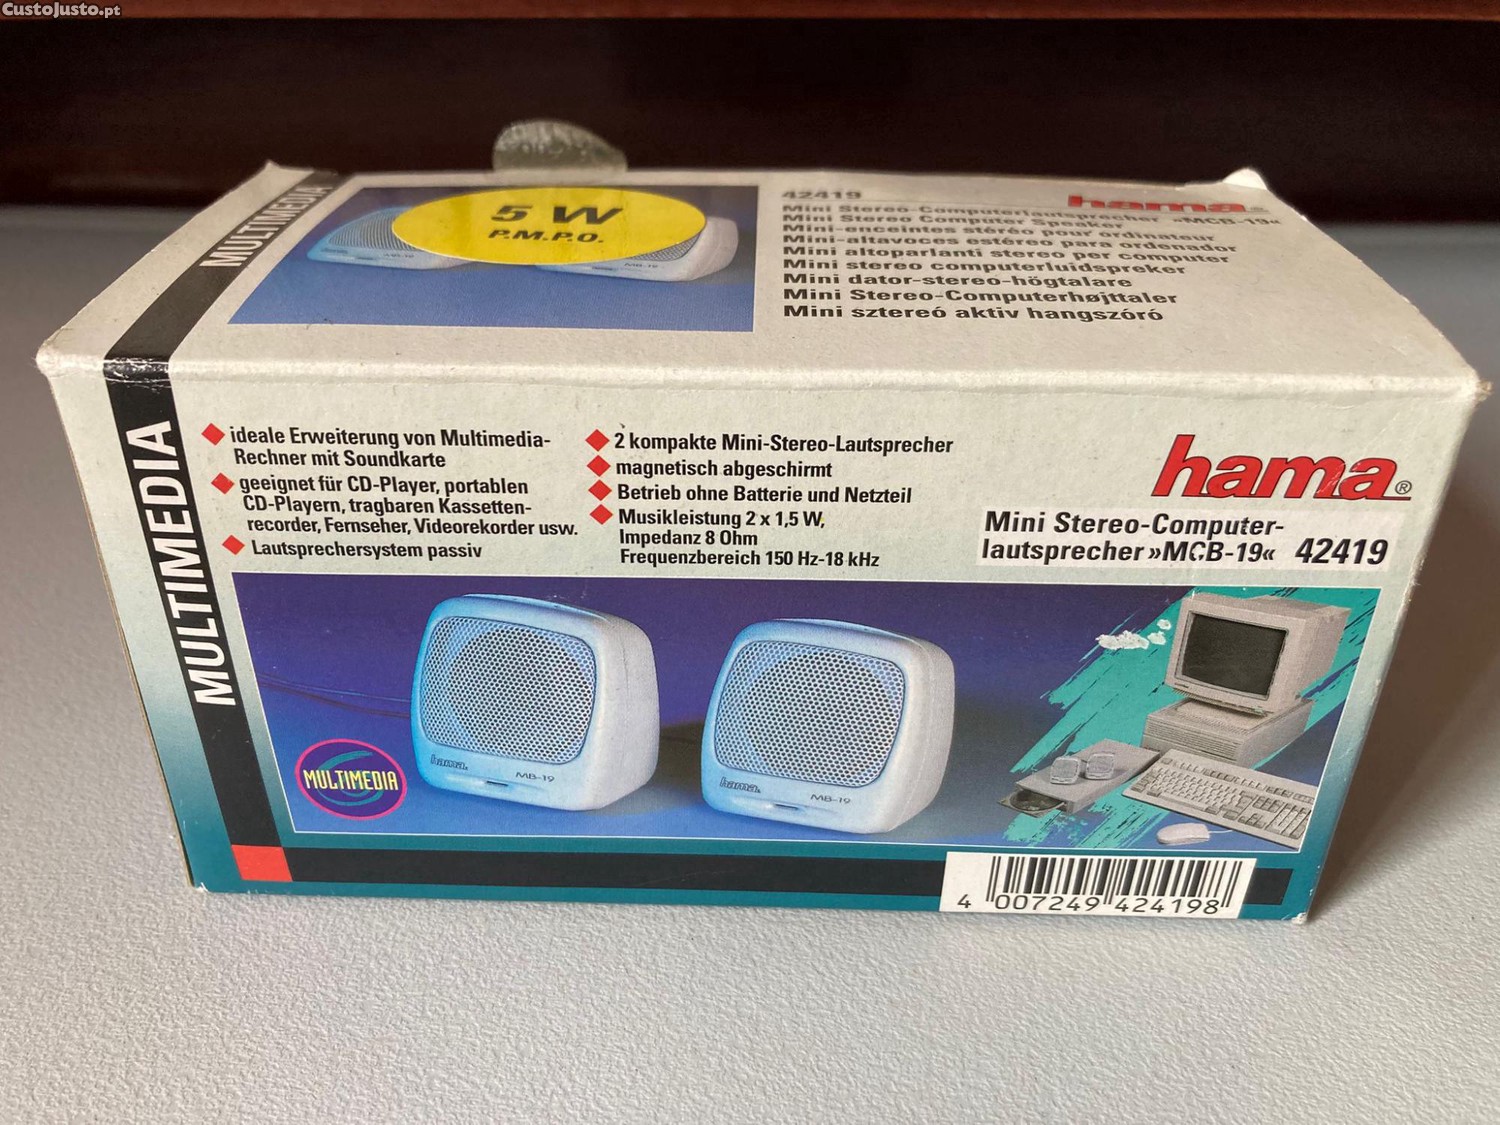 CustoJusto.pt
MULTIMEDIA
5 W
P.M.P.O.
MB-19
MB-19
42419
hama®
Mini Stereo-Computerlautsprecher »MCB-19«
Mini Stereo Computer Speaker
Mini-enceintes stéréo pour ordinateur
Mini-altavoces estéreo para ordenador
Mini altoparlanti stereo per computer
Mini stereo computerluidspreker
Mini dator-stereo-högtalare
Mini Stereo-Computerhøjttaler
Mini sztereó aktiv hangszóró
MULTIMEDIA
ideale Erweiterung von Multimedia-
Rechner mit Soundkarte
geeignet für CD-Player, portablen
CD-Playern, tragbaren Kassetten-
recorder, Fernseher, Videorekorder usw.
Lautsprechersystem passiv
2 kompakte Mini-Stereo-Lautsprecher
magnetisch abgeschirmt
Betrieb ohne Batterie und Netzteil
Musikleistung 2 x 1,5 W,
Impedanz 8 Ohm
Frequenzbereich 150 Hz-18 kHz
hama®
Mini Stereo-Computer-
lautsprecher »MCB-19« 42419
hama.
MB-19
hama.
MB-19
MULTIMEDIA
4 007249 424198